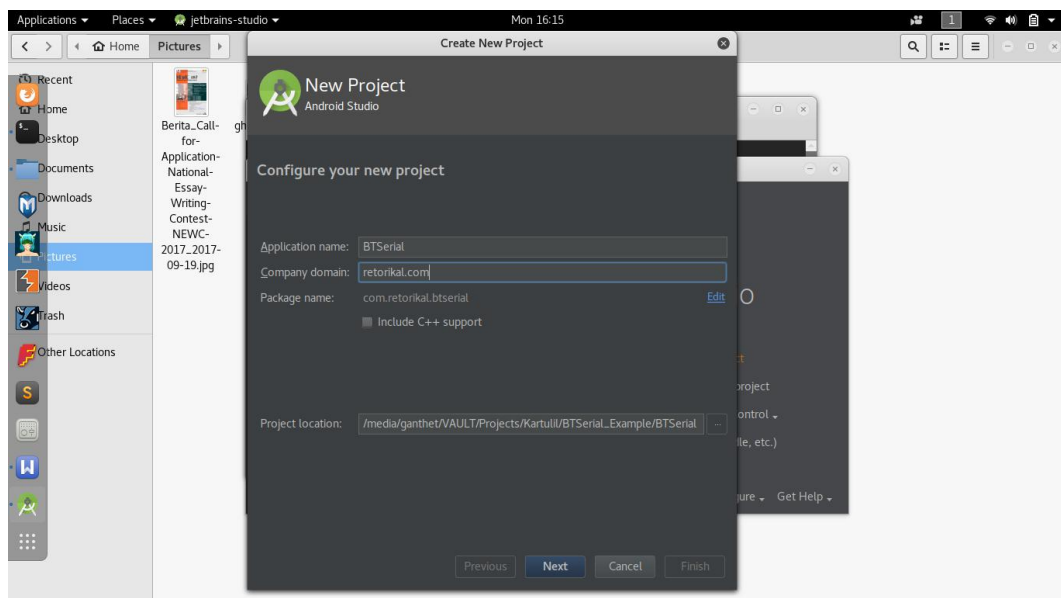 Applications Places jetbrains-studio Mon 16:15 1
Home Pictures
Create New Project
Recent
Home
Desktop
Documents
Downloads
Music
Pictures
Videos
Trash
Other Locations
Berita_Call-
for-
Application-
National-
Essay-
Writing-
Contest-
NEWC-
2017_2017-
09-19.jpg
gh
New Project
Android Studio
Configure your new project
Application name: BTSerial
Company domain: retorikal.com
Package name: com.retorikal.btserial Edit
Include C++ support
Project location: /media/ganthet/VAULT/Projects/Kartulil/BTSerial_Example/BTSerial ...
Previous Next Cancel Finish
O
ct
project
ontrol
lle, etc.)
ure Get Help